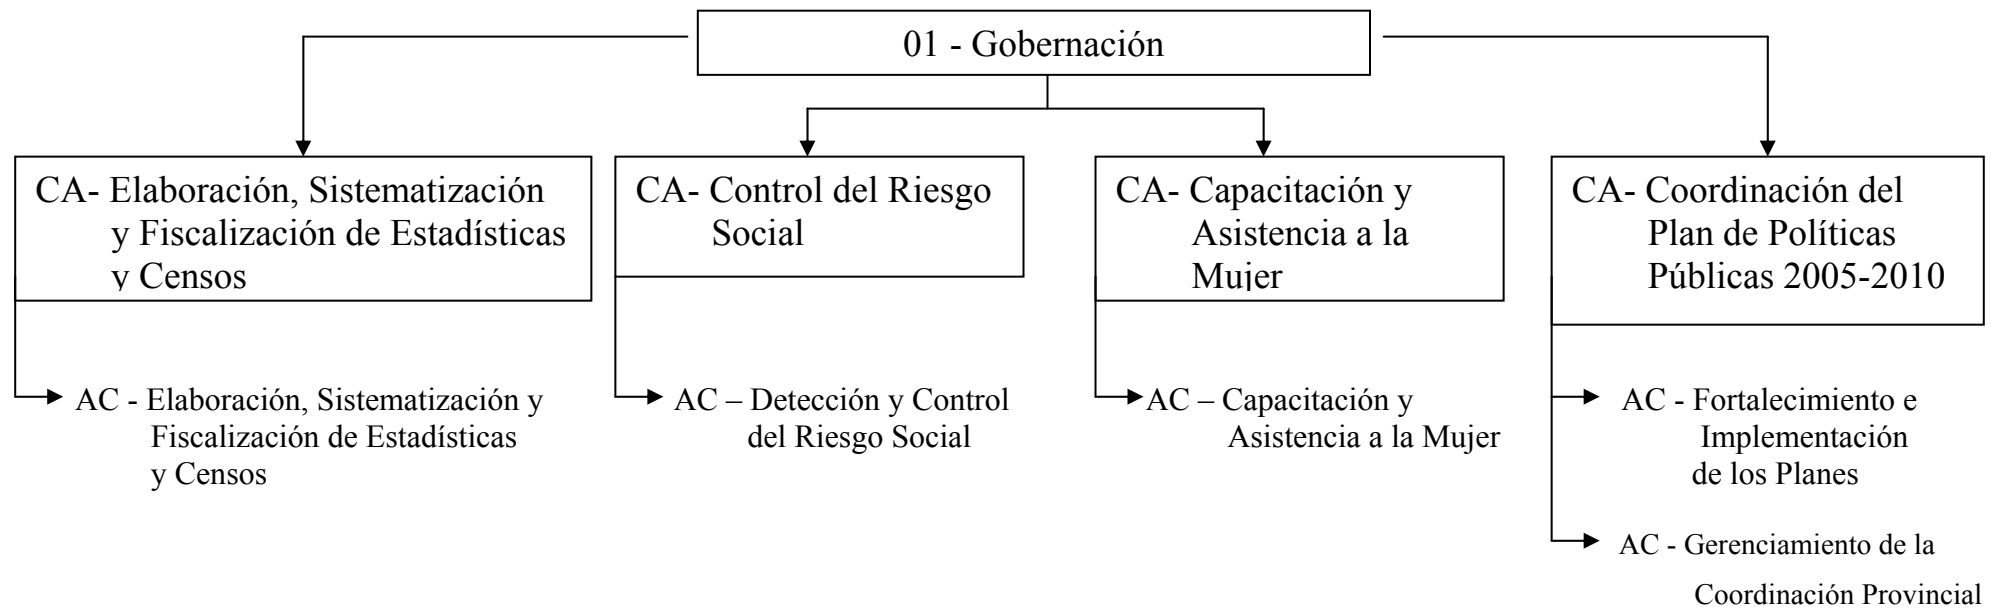 01 - Gobernación
CA- Elaboración, Sistematización
y Fiscalización de Estadísticas
y Censos
CA- Control del Riesgo
Social
CA- Capacitación y
Asistencia a la
Mujer
CA- Coordinación del
Plan de Políticas
Públicas 2005-2010
AC - Elaboración, Sistematización y
Fiscalización de Estadísticas
y Censos
AC – Detección y Control
del Riesgo Social
AC – Capacitación y
Asistencia a la Mujer
AC - Fortalecimiento e
Implementación
de los Planes
AC - Gerenciamiento de la
Coordinación Provincial